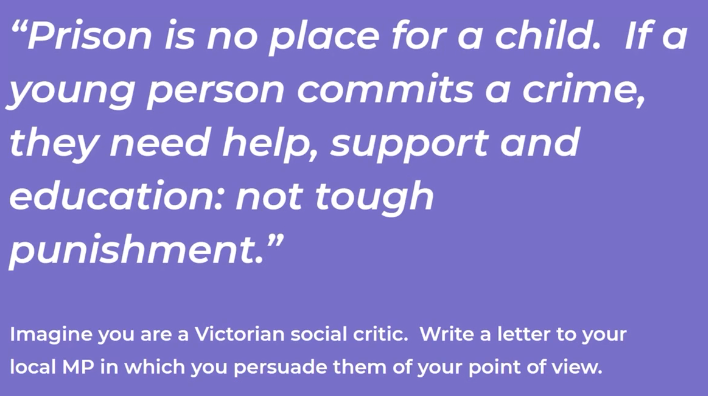 “Prison is no place for a child.  If a
young person commits a crime,
they need help, support and
education: not tough
punishment.”
Imagine you are a Victorian social critic.  Write a letter to your
local MP in which you persuade them of your point of view.